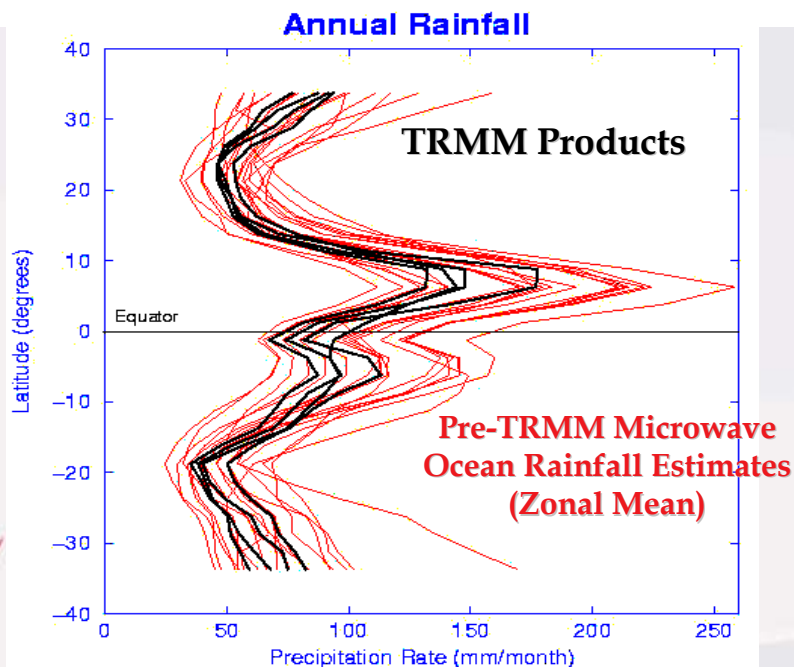 Annual Rainfall
40
30
20
10
0
−10
−20
−30
−40
Latitude (degrees)
TRMM Products
Equator
Pre-TRMM Microwave
Ocean Rainfall Estimates
(Zonal Mean)
0 50 100 150 200 250
Precipitation Rate (mm/month)